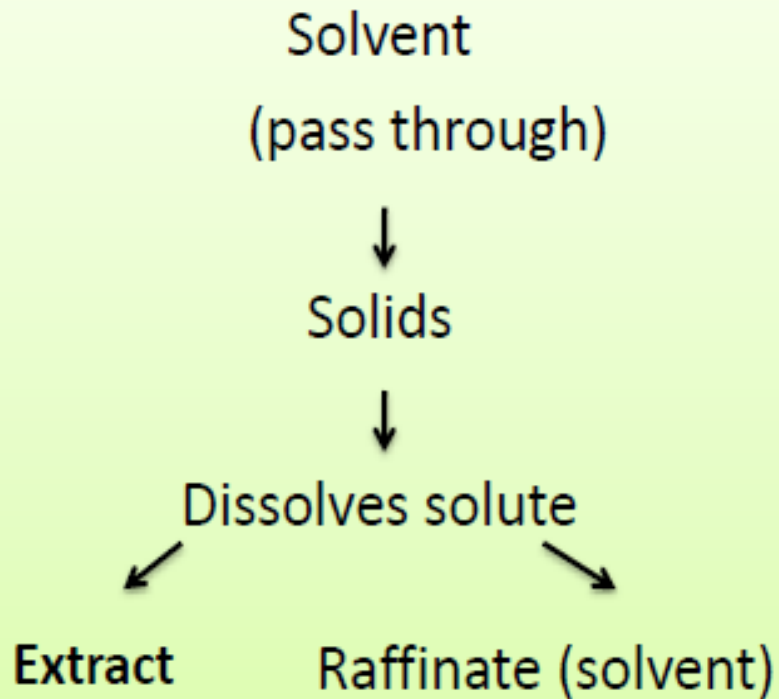 Solvent
(pass through)
Solids
Dissolves solute
Extract Raffinate (solvent)